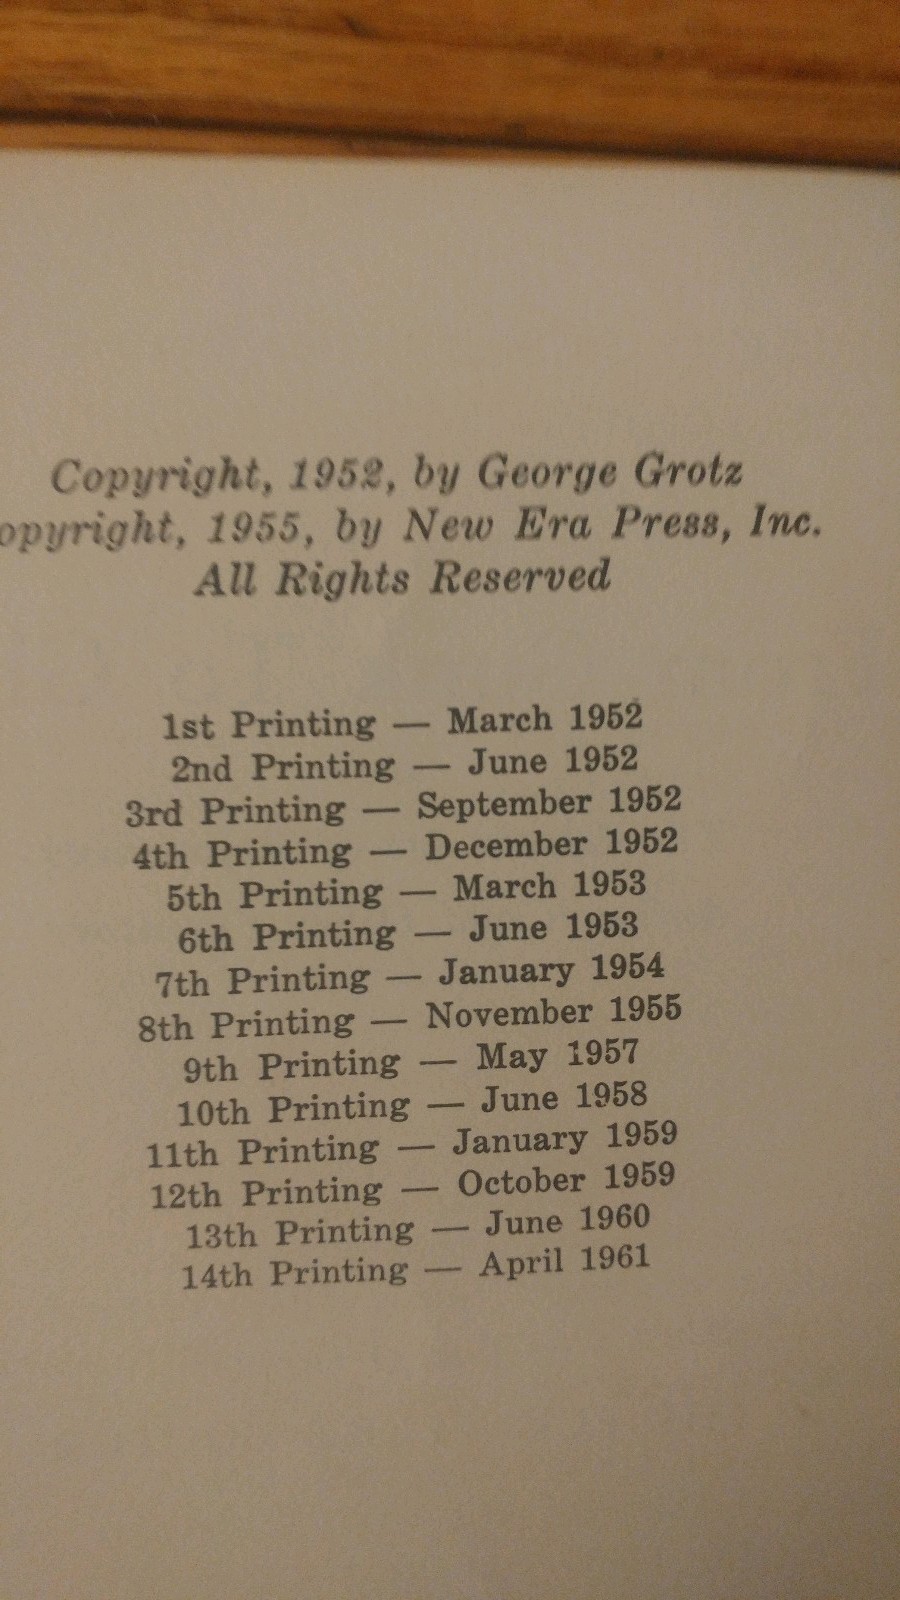 Copyright, 1952, by George Grotz
opyright, 1955, by New Era Press, Inc.
All Rights Reserved
1st Printing — March 1952
2nd Printing — June 1952
3rd Printing — September 1952
4th Printing — December 1952
5th Printing — March 1953
6th Printing — June 1953
7th Printing — January 1954
8th Printing — November 1955
9th Printing — May 1957
10th Printing — June 1958
11th Printing — January 1959
12th Printing — October 1959
13th Printing — June 1960
14th Printing — April 1961